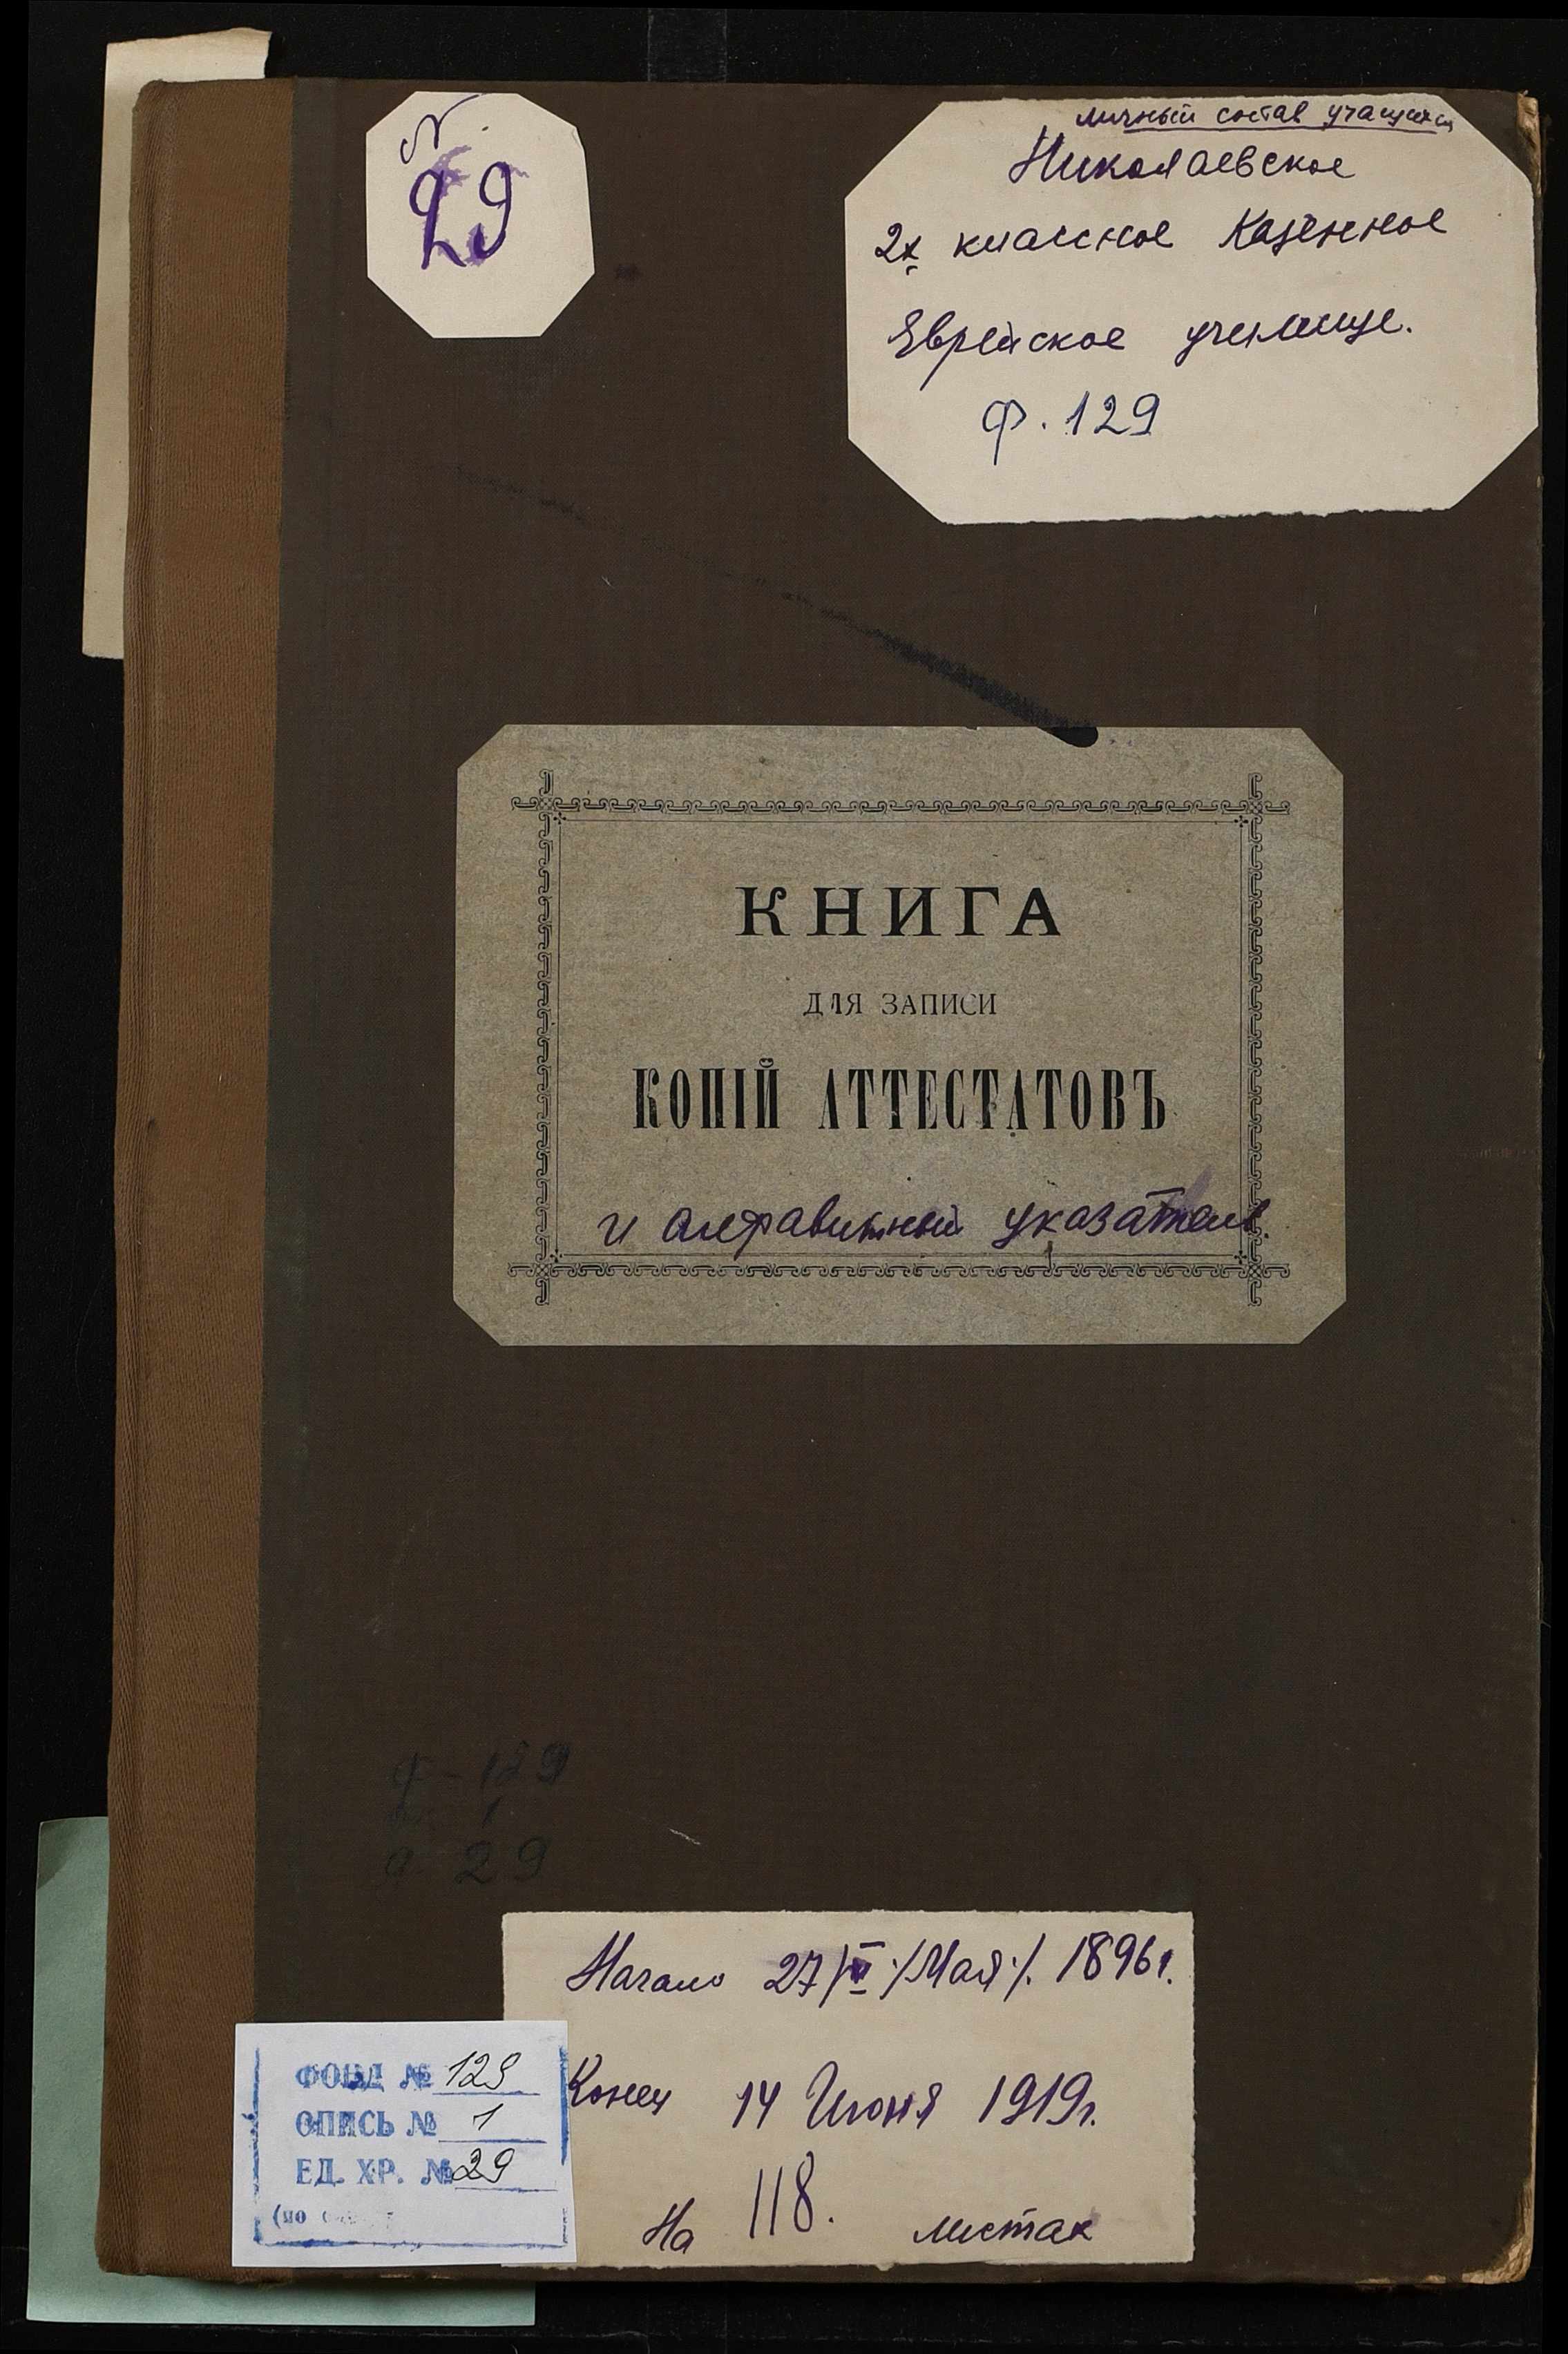 N.
29
личный состав учащихся
Николаевское
2х классное Казенное
Еврейское училище.
Ф. 129
КНИГА
ДЛЯ ЗАПИСИ
КОПІЙ АТТЕСТАТОВЪ
и алфавитный указатель.
Ф - 129
1
д 29
Начало 27/V /Мая/. 1896 г.
Конец 14 Июня 1919г.
На 118. листах
ФОНД № 129
ОПИСЬ № 1
ЕД. ХР. № 29
(по